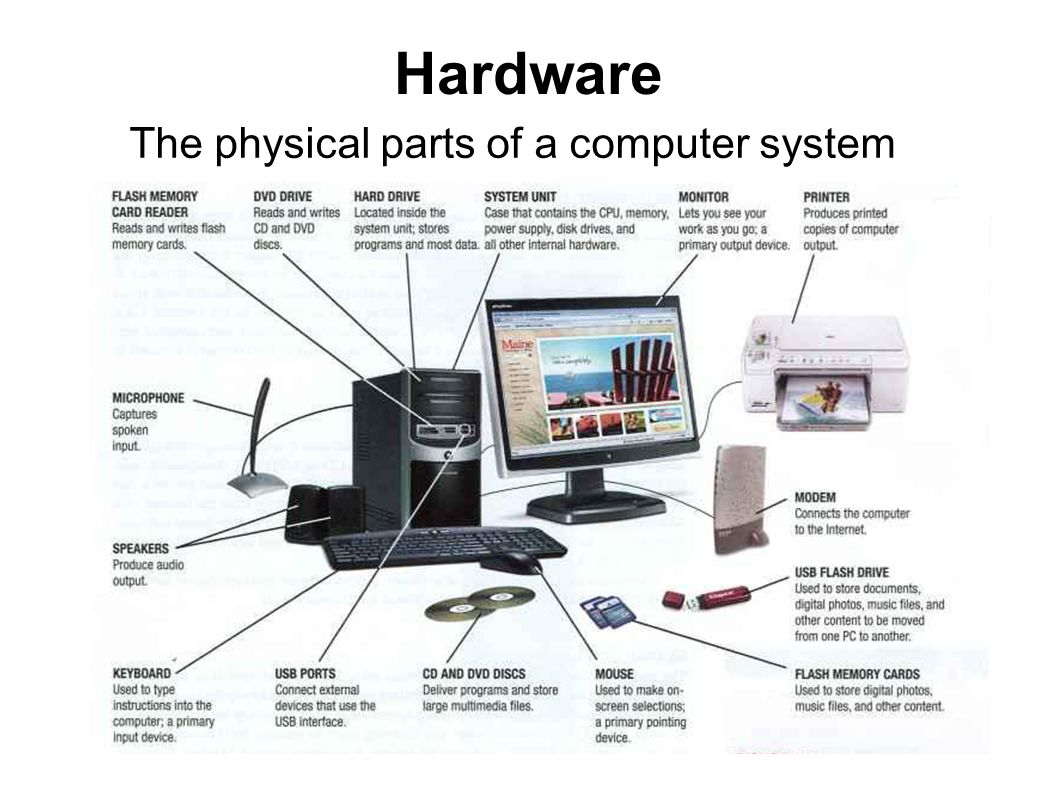 Hardware
The physical parts of a computer system
FLASH MEMORY
CARD READER
Reads and writes flash
memory cards.
DVD DRIVE
Reads and writes
CD and DVD
discs.
HARD DRIVE
Located inside the
system unit; stores
programs and most data.
SYSTEM UNIT
Case that contains the CPU, memory,
power supply, disk drives, and
all other internal hardware.
MONITOR
Lets you see your
work as you go; a
primary output device.
PRINTER
Produces printed
copies of computer
output.
MICROPHONE
Captures
spoken
input.
Maine
MODEM
Connects the computer
to the Internet.
SPEAKERS
Produce audio
output.
USB FLASH DRIVE
Used to store documents,
digital photos, music files, and
other content to be moved
from one PC to another.
KEYBOARD
Used to type
instructions into the
computer; a primary
input device.
USB PORTS
Connect external
devices that use the
USB interface.
CD AND DVD DISCS
Deliver programs and store
large multimedia files.
MOUSE
Used to make on-
screen selections;
a primary pointing
device.
FLASH MEMORY CARDS
Used to store digital photos,
music files, and other content.